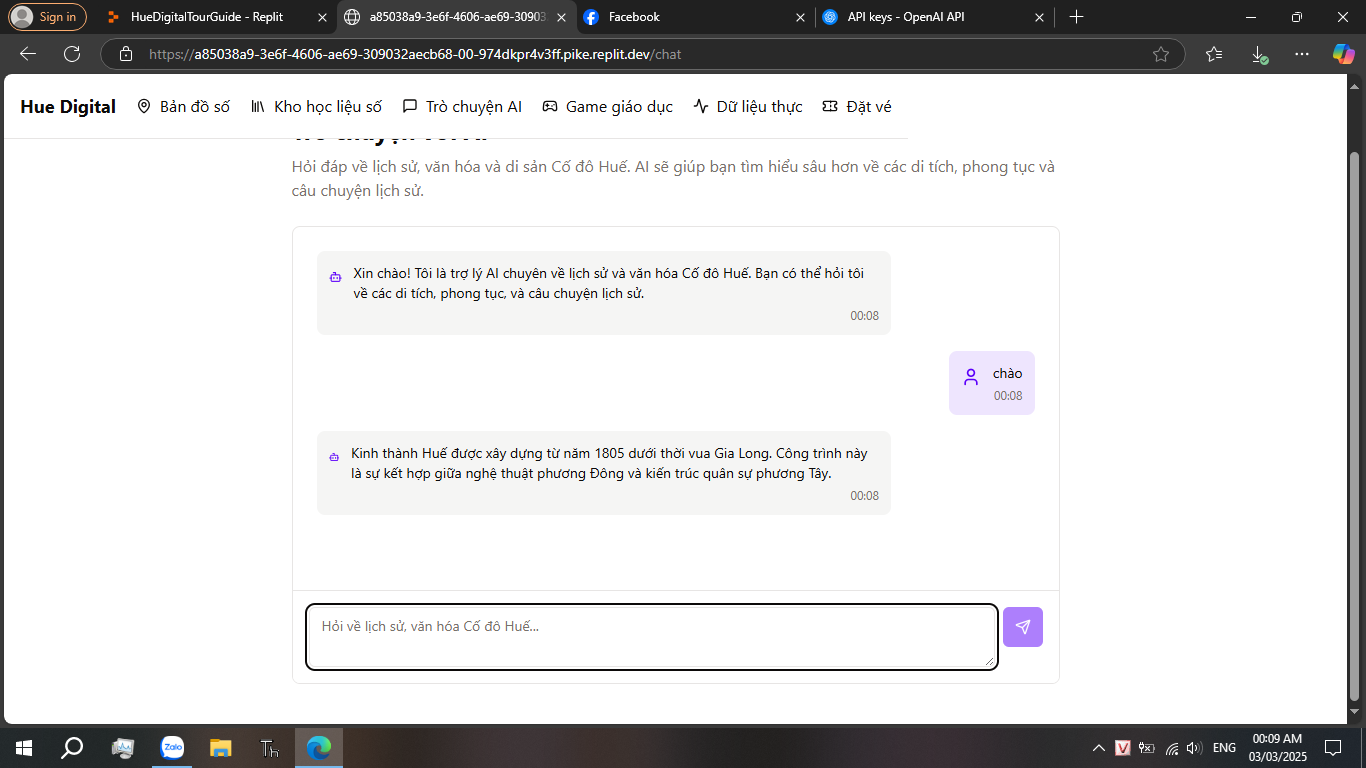 Sign in
HueDigitalTourGuide - Replit
a85038a9-3e6f-4606-ae69-30903
Facebook
API keys - OpenAI API
https://a85038a9-3e6f-4606-ae69-309032aecb68-00-974dkpr4v3ff.pike.replit.dev/chat
Hue Digital
Bản đồ số
Kho học liệu số
Trò chuyện AI
Game giáo dục
Dữ liệu thực
Đặt vé
Hỏi đáp về lịch sử, văn hóa và di sản Cố đô Huế. AI sẽ giúp bạn tìm hiểu sâu hơn về các di tích, phong tục và
câu chuyện lịch sử.
Xin chào! Tôi là trợ lý AI chuyên về lịch sử và văn hóa Cố đô Huế. Bạn có thể hỏi tôi
về các di tích, phong tục, và câu chuyện lịch sử.
00:08
chào
00:08
Kinh thành Huế được xây dựng từ năm 1805 dưới thời vua Gia Long. Công trình này
là sự kết hợp giữa nghệ thuật phương Đông và kiến trúc quân sự phương Tây.
00:08
Hỏi về lịch sử, văn hóa Cố đô Huế...
Zalo
Th
V
ENG
00:09 AM
03/03/2025